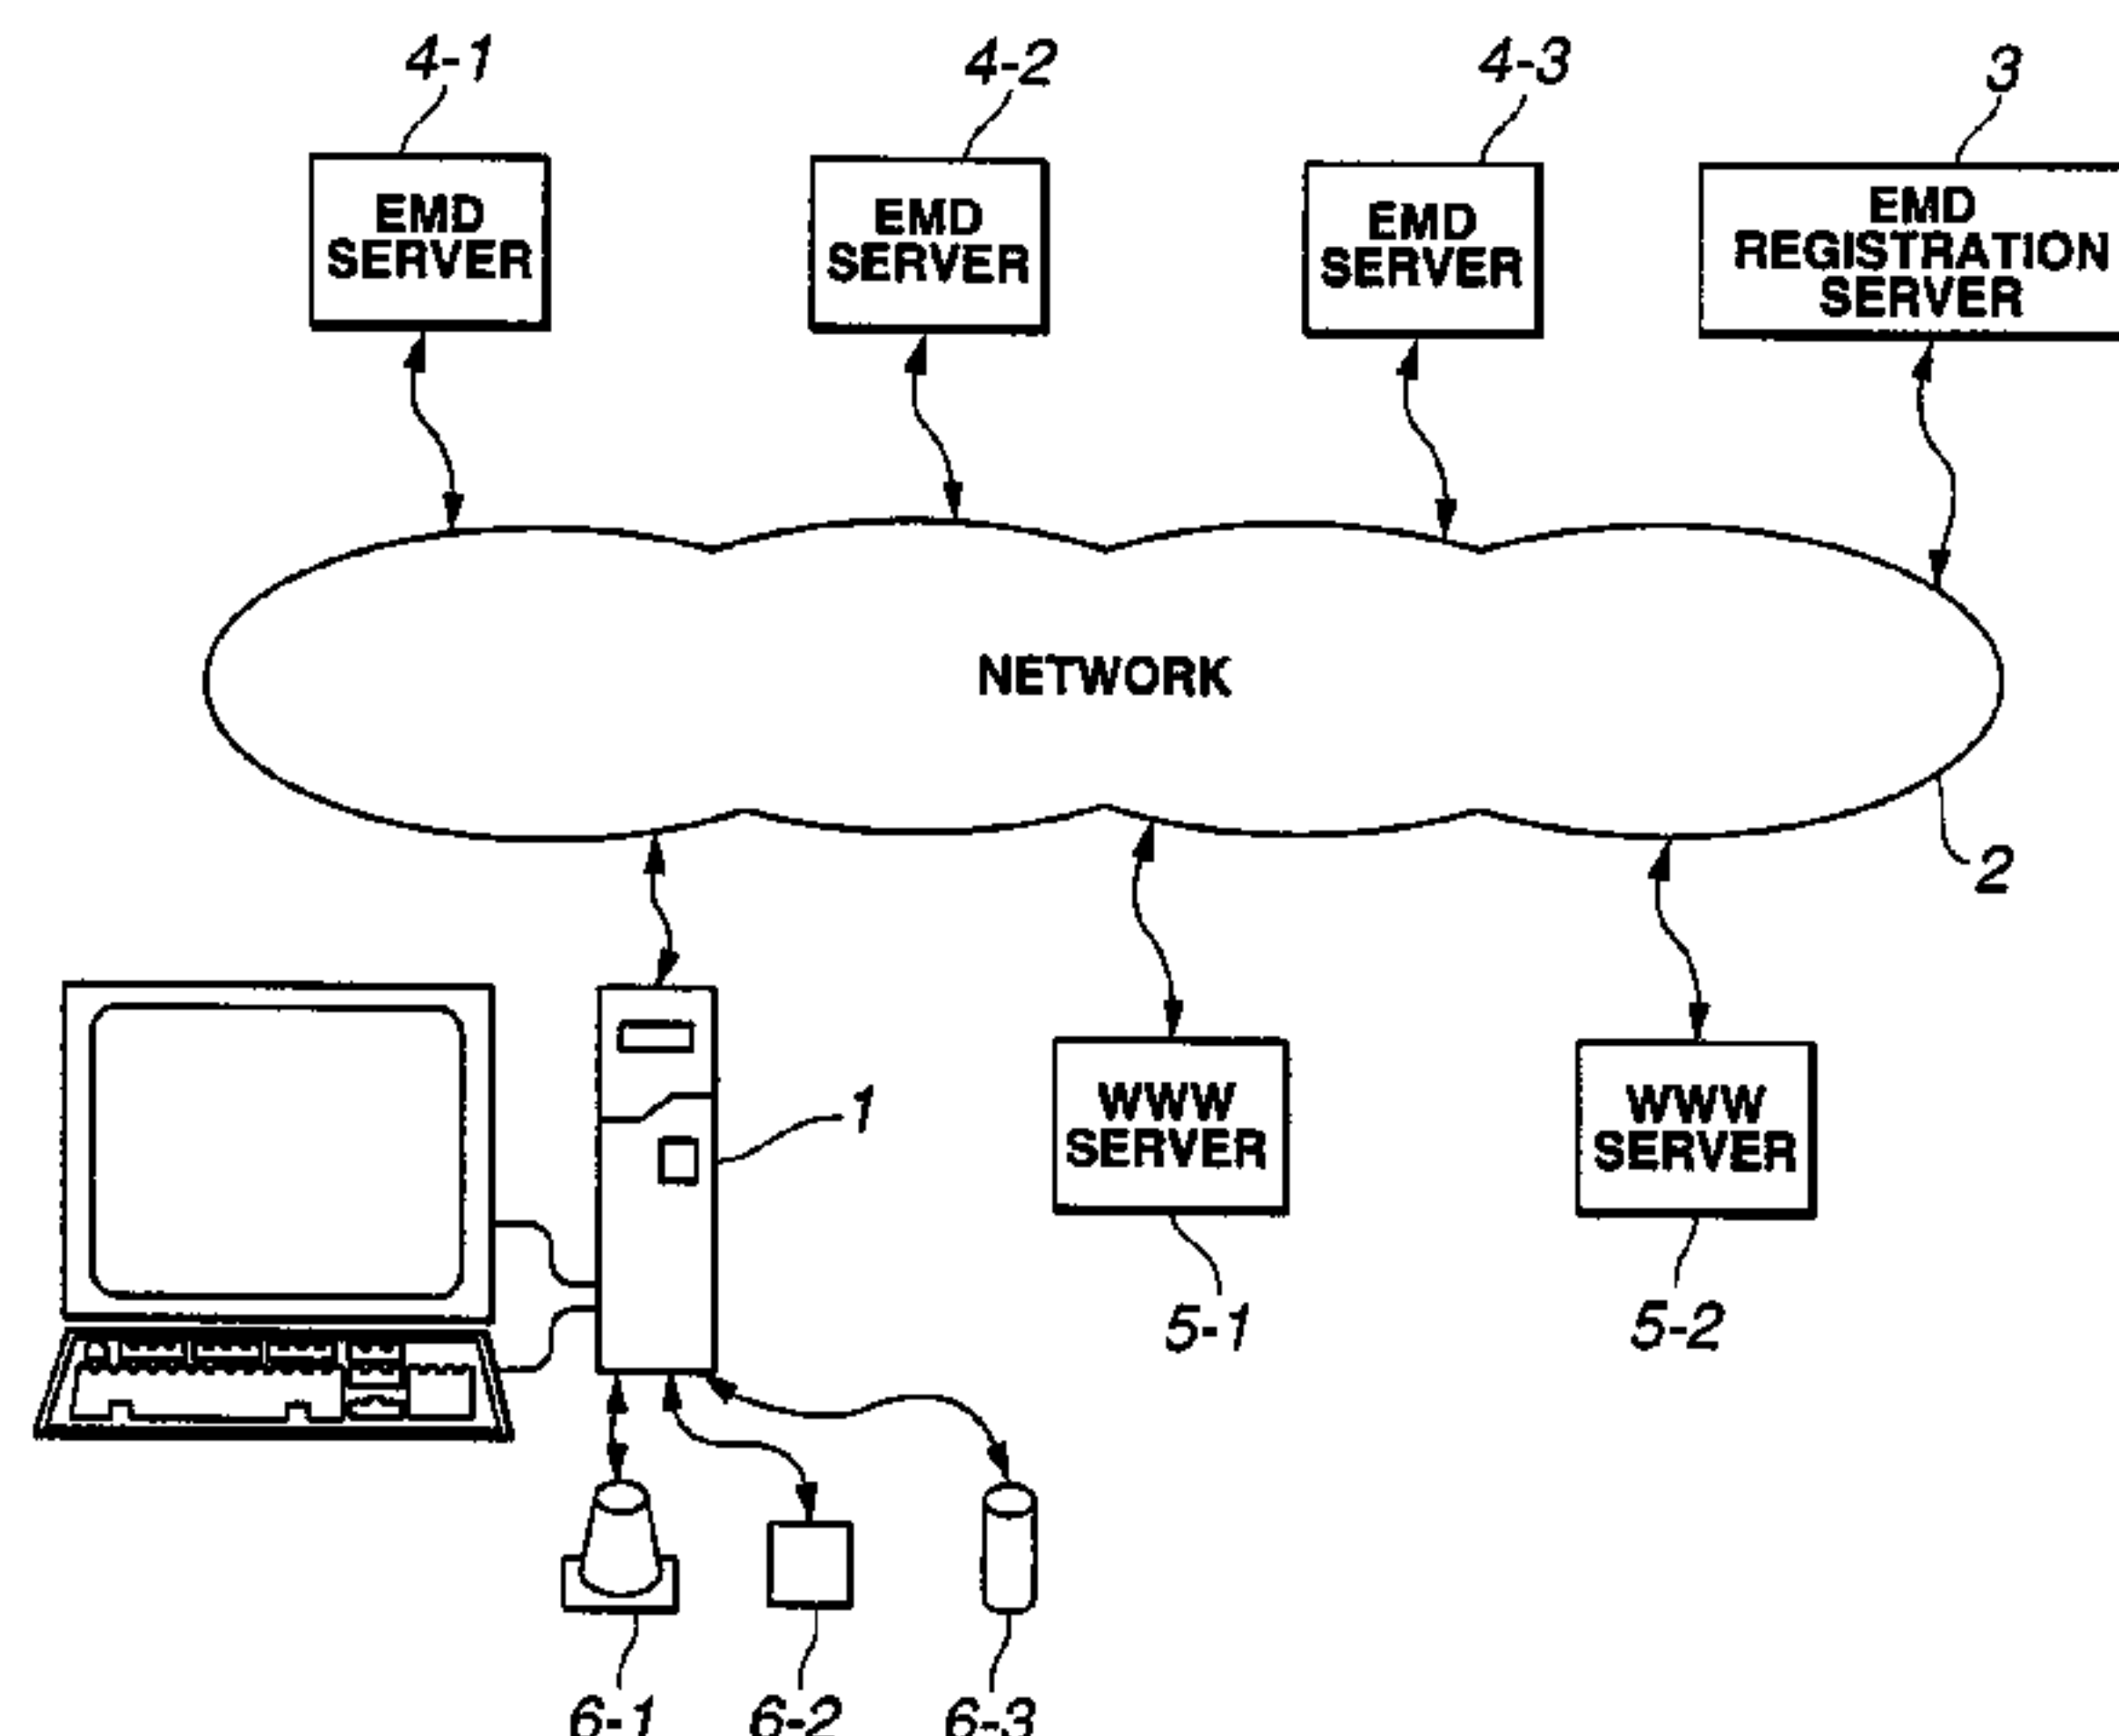 4-1
4-2
4-3
3
EMD
SERVER
EMD
SERVER
EMD
SERVER
EMD
REGISTRATION
SERVER
NETWORK
2
1
WWW
SERVER
WWW
SERVER
5-1
5-2
6-1
6-2
6-3